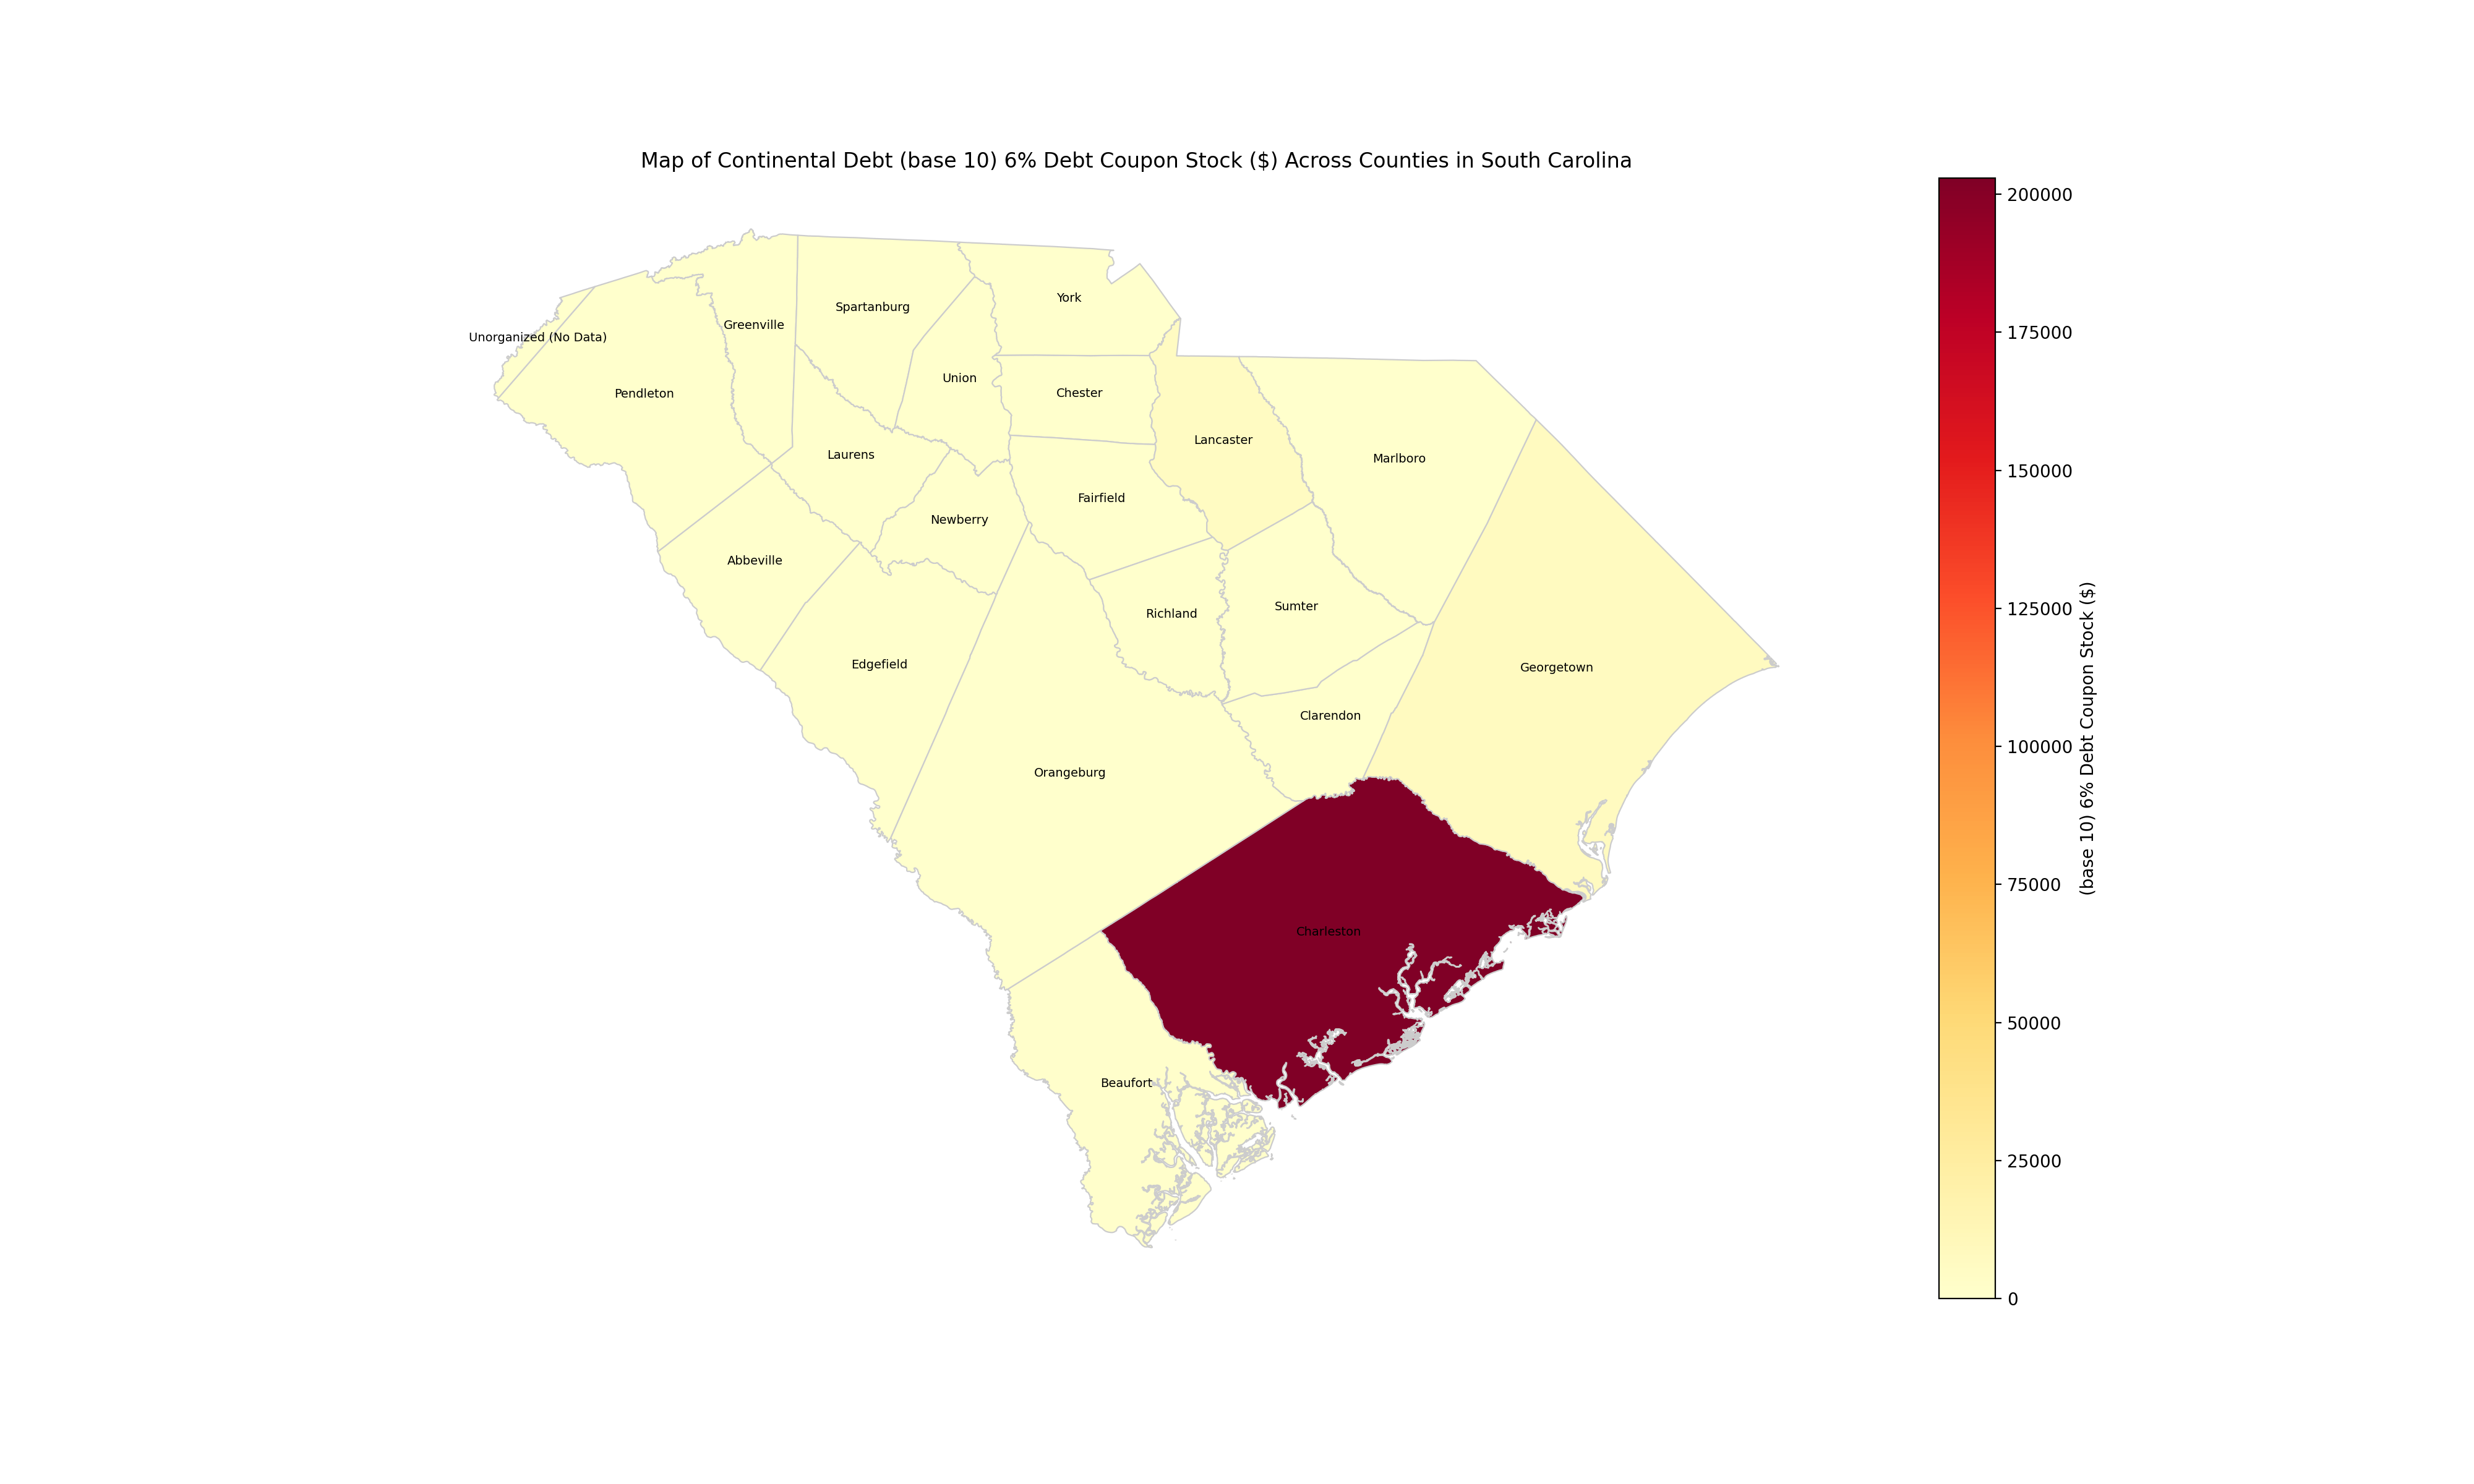 Map of Continental Debt (base 10) 6% Debt Coupon Stock ($) Across Counties in South Carolina
Unorganized (No Data)
Pendleton
Greenville
Spartanburg
York
Union
Chester
Lancaster
Marlboro
Laurens
Fairfield
Newberry
Abbeville
Richland
Sumter
Edgefield
Georgetown
Clarendon
Orangeburg
Charleston
Beaufort
200000
175000
150000
125000
100000
75000
50000
25000
0
(base 10) 6% Debt Coupon Stock ($)